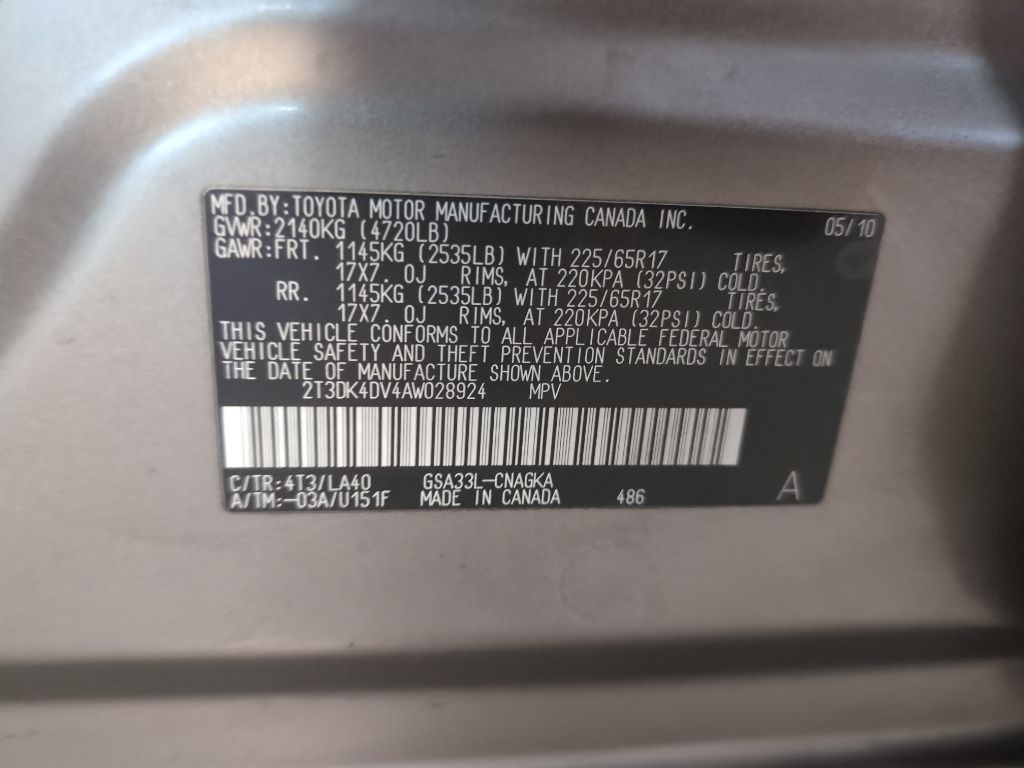 MFD.BY:TOYOTA MOTOR MANUFACTURING CANADA INC. 05/10
GVWR:2140KG (4720LB)
GAWR:FRT. 1145KG (2535LB) WITH 225/65R17 TIRES,
17X7.0J RIMS, AT 220KPA (32PSI) COLD.
RR. 1145KG (2535LB) WITH 225/65R17 TIRES,
17X7.0J RIMS, AT 220KPA (32PSI) COLD.
THIS VEHICLE CONFORMS TO ALL APPLICABLE FEDERAL MOTOR
VEHICLE SAFETY AND THEFT PREVENTION STANDARDS IN EFFECT ON
THE DATE OF MANUFACTURE SHOWN ABOVE.
2T3DK4DV4AW028924 MPV
C/TR:4T3/LA40 GSA33L-CNAGKA
A/TM:-03A/U151F MADE IN CANADA 486 A